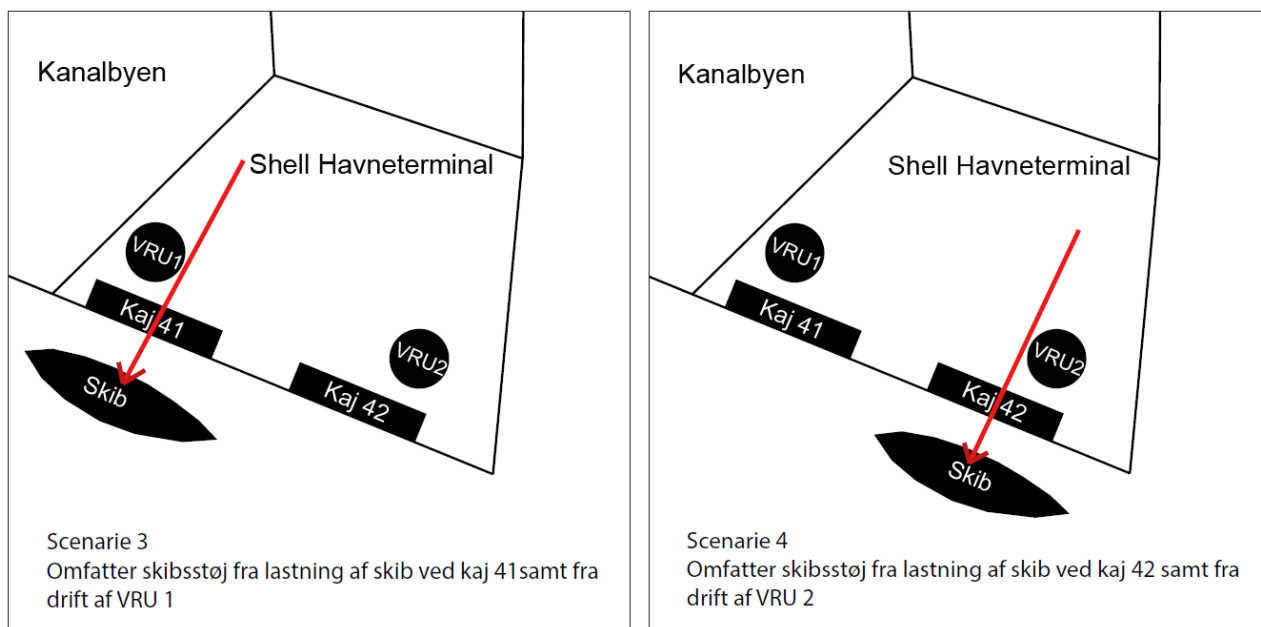 Kanalbyen
Shell Havneterminal
VRU1
Kaj 41
VRU2
Kaj 42
Skib
Scenarie 3
Omfatter skibsstøj fra lastning af skib ved kaj 41samt fra
drift af VRU 1
Kanalbyen
Shell Havneterminal
VRU1
Kaj 41
VRU2
Kaj 42
Skib
Scenarie 4
Omfatter skibsstøj fra lastning af skib ved kaj 42 samt fra
drift af VRU 2